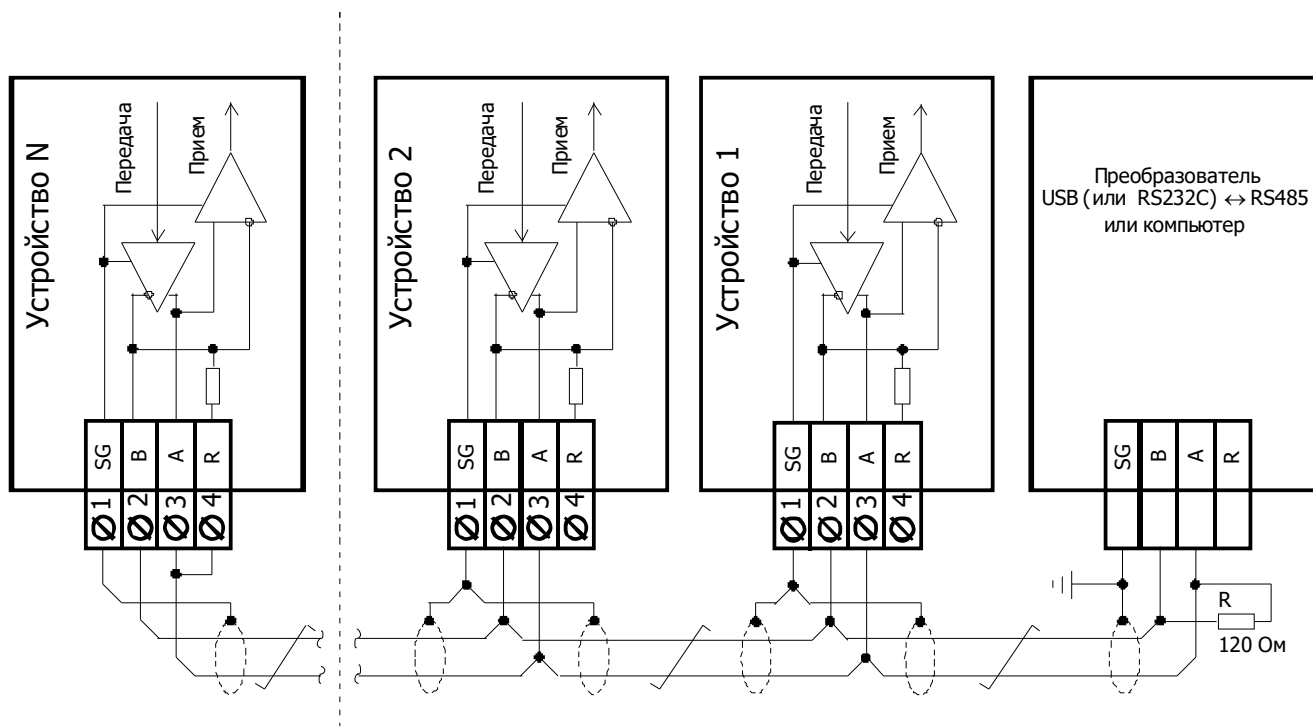 Устройство N
Передача
Прием
SG
B
A
R
1
2
3
4
Устройство 2
Передача
Прием
SG
B
A
R
1
2
3
4
Устройство 1
Передача
Прием
SG
B
A
R
1
2
3
4
Преобразователь
USB (или RS232C) ↔ RS485
или компьютер
SG
B
A
R
R
120 Ом